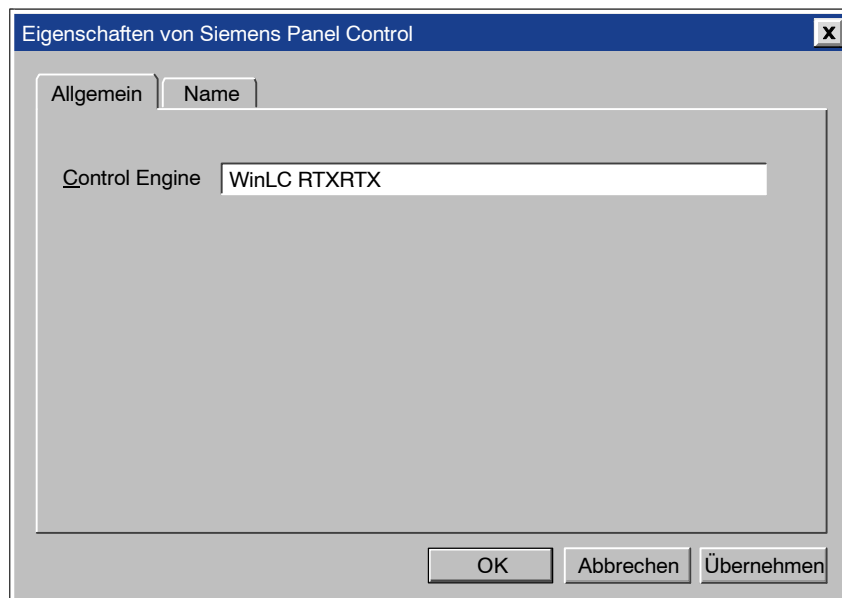 Eigenschaften von Siemens Panel Control
Allgemein Name
Control Engine WinLC RTXRTX
OK Abbrechen Übernehmen